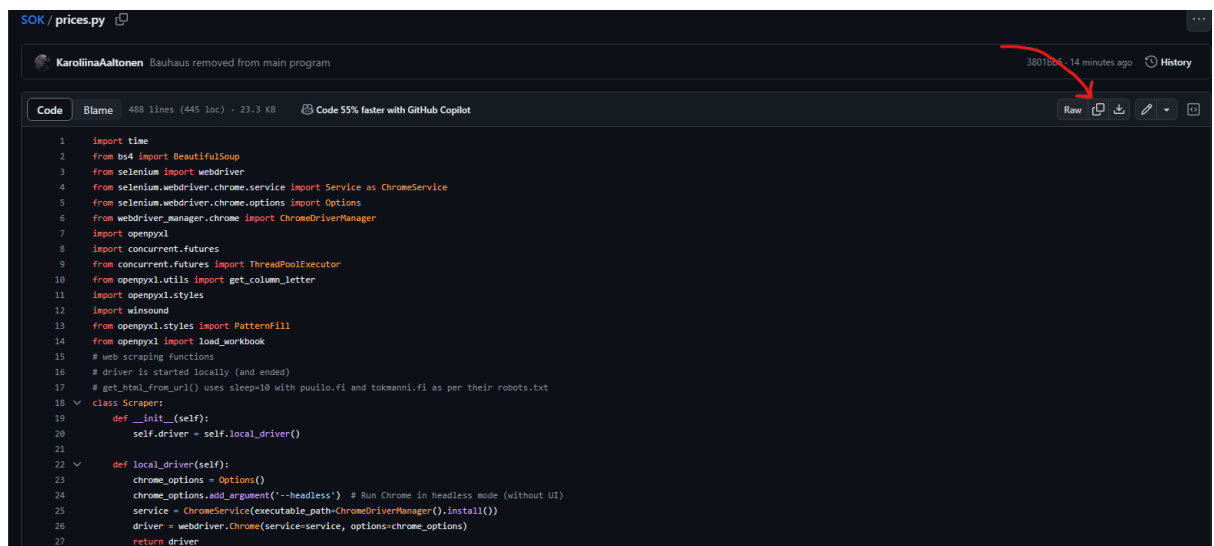 SOK / prices.py
KaroliinaAaltonen Bauhaus removed from main program
14 minutes ago History
Code Blame 488 lines (445 loc) · 23.3 KB Code 55% faster with GitHub Copilot
Raw
1 import time
2 from bs4 import BeautifulSoup
3 from selenium import webdriver
4 from selenium.webdriver.chrome.service import Service as ChromeService
5 from selenium.webdriver.chrome.options import Options
6 from webdriver_manager.chrome import ChromeDriverManager
7 import openpyxl
8 import concurrent.futures
9 from concurrent.futures import ThreadPoolExecutor
10 from openpyxl.utils import get_column_letter
11 import openpyxl.styles
12 import winsound
13 from openpyxl.styles import PatternFill
14 from openpyxl import load_workbook
15 # web scraping functions
16 # driver is started locally (and ended)
17 # get_html_from_url() uses sleep=10 with puuilo.fi and tokmanni.fi as per their robots.txt
18 class Scraper:
19 def __init__(self):
20 self.driver = self.local_driver()
21
22 def local_driver(self):
23 chrome_options = Options()
24 chrome_options.add_argument('--headless') # Run Chrome in headless mode (without UI)
25 service = ChromeService(executable_path=ChromeDriverManager().install())
26 driver = webdriver.Chrome(service=service, options=chrome_options)
27 return driver